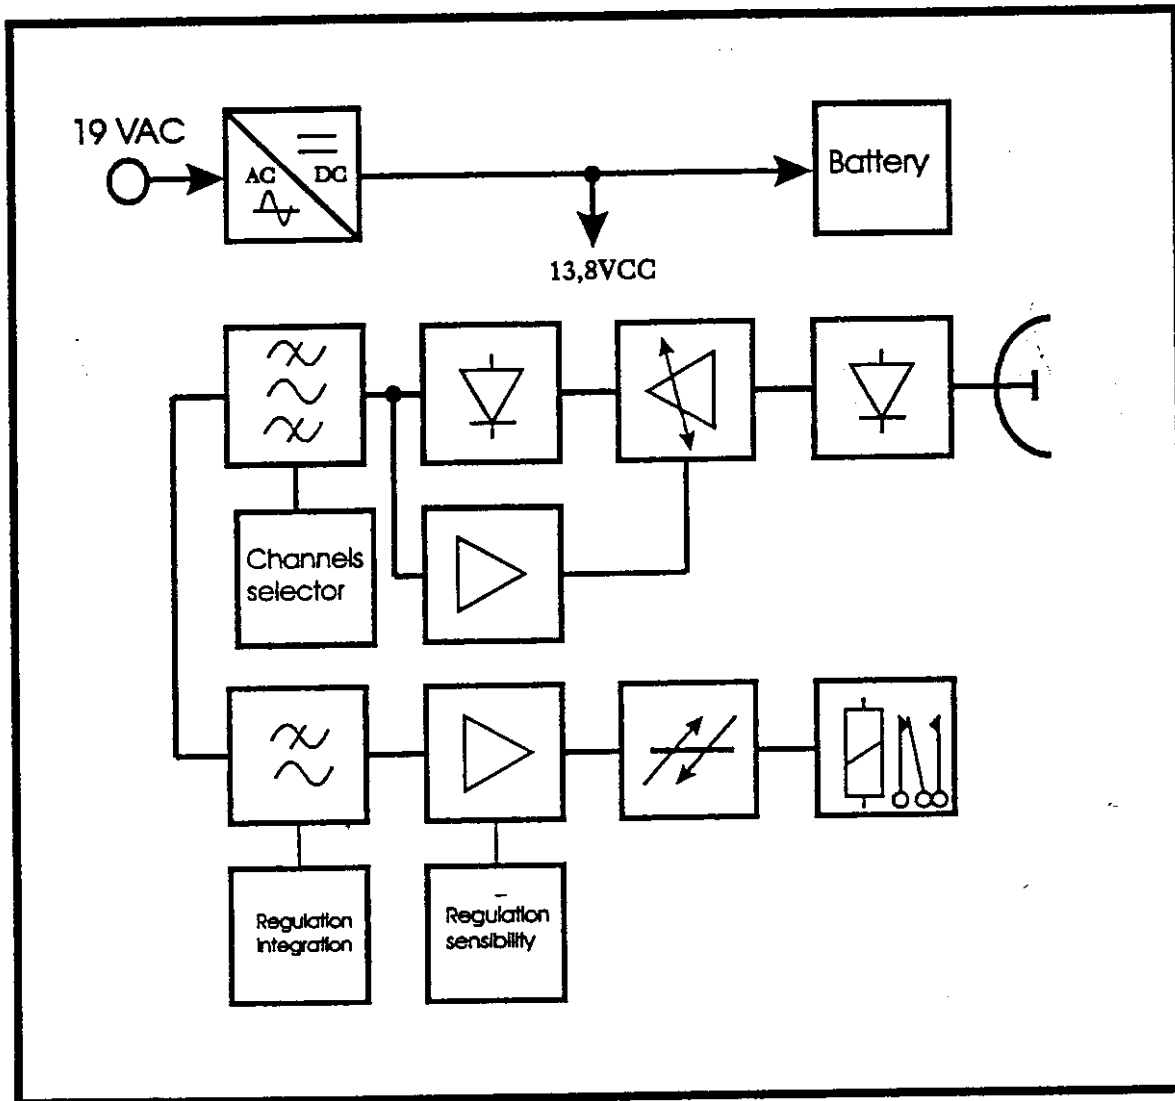 19 VAC
AC
DC
Battery
13,8VCC
Channels
selector
Regulation
integration
Regulation
sensibility